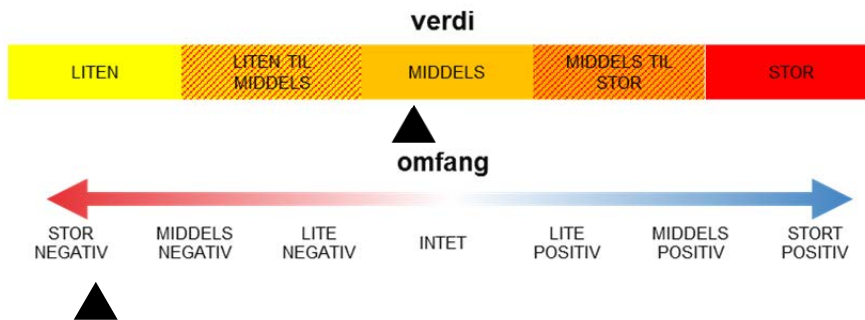 verdi
LITEN
LITEN TIL
MIDDELS
MIDDELS
MIDDELS TIL
STOR
STOR
omfang
STOR
NEGATIV
MIDDELS
NEGATIV
LITE
NEGATIV
INTET
LITE
POSITIV
MIDDELS
POSITIV
STORT
POSITIV